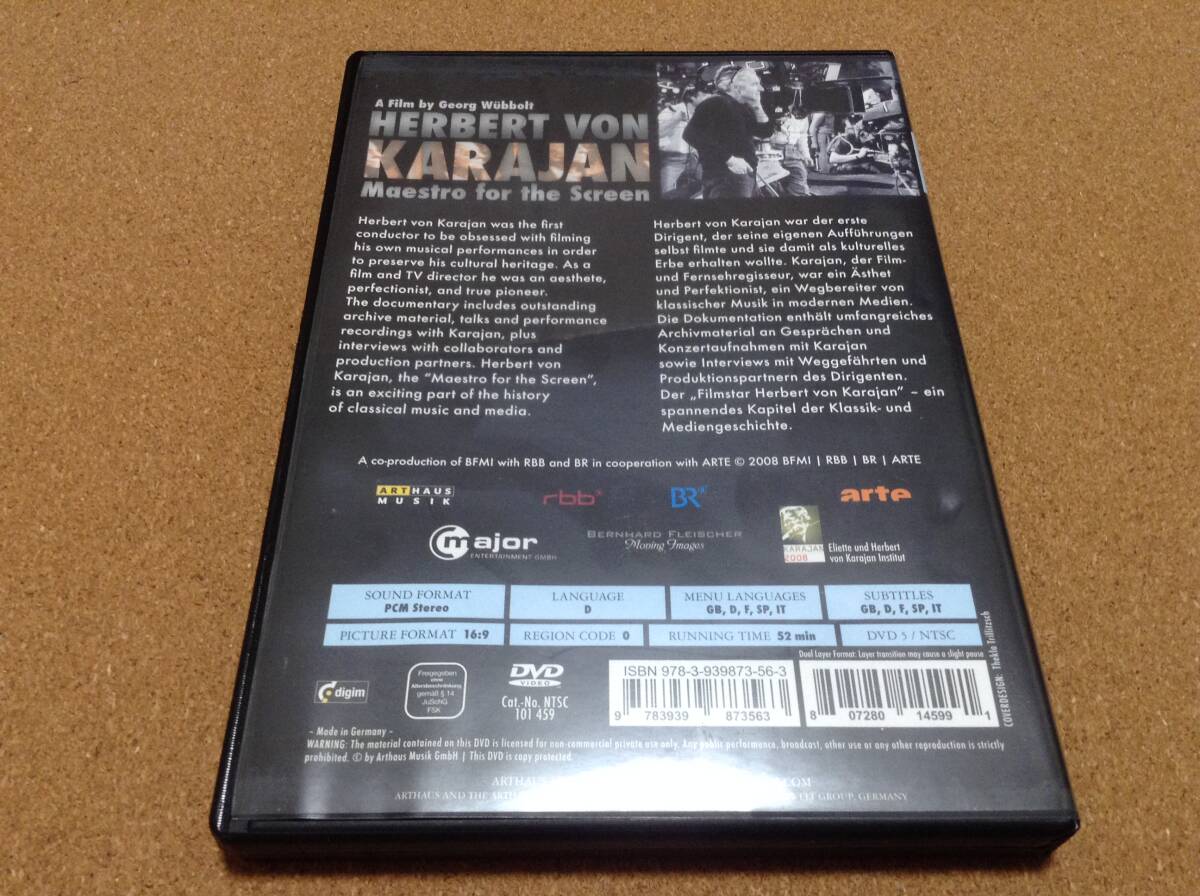 A Film by Georg Wübbolt
HERBERT VON
KARAJAN
Maestro for the Screen
Herbert von Karajan was the first
conductor to be obsessed with filming
his own musical performances in order
to preserve his cultural heritage. As a
film and TV director he was an aesthete,
perfectionist, and true pioneer.
The documentary includes outstanding
archive material, talks and performance
recordings with Karajan, plus
interviews with collaborators and
production partners. Herbert von
Karajan, the "Maestro for the Screen",
is an exciting part of the history
of classical music and media.
Herbert von Karajan war der erste
Dirigent, der seine eigenen Aufführungen
selbst filmte und sie damit als kulturelles
Erbe erhalten wollte. Karajan, der Film-
und Fernsehregisseur, war ein Ästhet
und Perfektionist, ein Wegbereiter von
klassischer Musik in modernen Medien.
Die Dokumentation enthält umfangreiches
Archivmaterial an Gesprächen und
Konzertaufnahmen mit Karajan
sowie Interviews mit Weggefährten und
Produktionspartnern des Dirigenten.
Der „Filmstar Herbert von Karajan" – ein
spannendes Kapitel der Klassik- und
Mediengeschichte.
A co-production of BFMI with RBB and BR in cooperation with ARTE © 2008 BFMI | RBB | BR | ARTE
ARTHAUS
MUSIK
rbb
BR
arte
major
ENTERTAINMENT GMBH
BERNHARD FLEISCHER
Moving Images
KARAJAN
2008
Eliette und Herbert
von Karajan Institut
SOUND FORMAT
PCM Stereo
LANGUAGE
D
MENU LANGUAGES
GB, D, F, SP, IT
SUBTITLES
GB, D, F, SP, IT
PICTURE FORMAT 16:9
REGION CODE 0
RUNNING TIME 52 min
DVD 5 / NTSC
Dual Layer Format: Layer transition may cause a slight pause
COVERDESIGN: Thekla Trillitzsch
digim
Freigegeben
ohne
Altersbeschränkung
gemäß § 14
JuSchG
FSK
DVD
VIDEO
Cat.-No. NTSC
101 459
ISBN 978-3-939873-56-3
9 783939 873563
8 07280 14599 1
– Made in Germany –
WARNING: The material contained on this DVD is licensed for non-commercial private use only. Any public performance, broadcast, other use or any other reproduction is strictly
prohibited. © by Arthaus Musik GmbH | This DVD is copy protected.
ARTHAUS
COM
ARTHAUS AND THE
GROUP, GERMANY